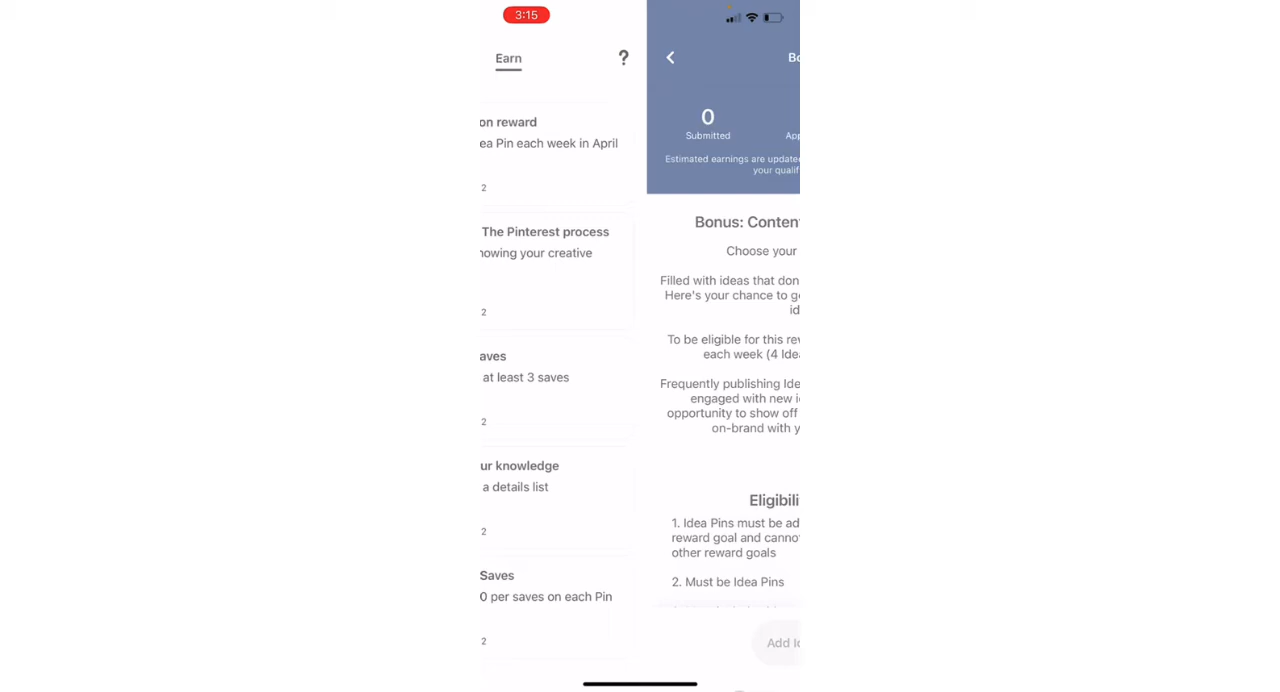 3:15
Earn
?
on reward
ea Pin each week in April
2
The Pinterest process
nowing your creative
2
aves
at least 3 saves
2
ur knowledge
a details list
2
Saves
0 per saves on each Pin
2
Bo
0
Submitted
App
Estimated earnings are update
your qualif
Bonus: Conten
Choose your
Filled with ideas that don
Here's your chance to g
id
To be eligible for this re
each week (4 Idea
Frequently publishing Ide
engaged with new i
opportunity to show off
on-brand with y
Eligibili
1. Idea Pins must be ad
reward goal and canno
other reward goals
2. Must be Idea Pins
Add Ic